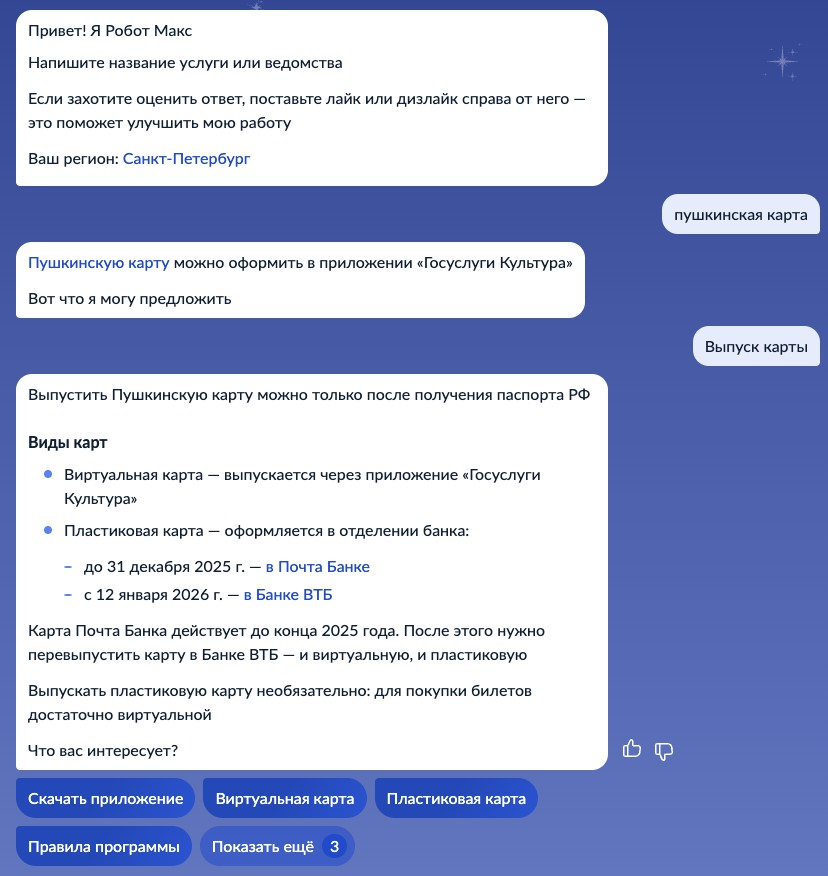 Привет! Я Робот Макс
Напишите название услуги или ведомства
Если захотите оценить ответ, поставьте лайк или дизлайк справа от него —
это поможет улучшить мою работу
Ваш регион: Санкт-Петербург
пушкинская карта
Пушкинскую карту можно оформить в приложении «Госуслуги Культура»
Вот что я могу предложить
Выпуск карты
Выпустить Пушкинскую карту можно только после получения паспорта РФ
Виды карт
Виртуальная карта — выпускается через приложение «Госуслуги
Культура»
Пластиковая карта — оформляется в отделении банка:
– до 31 декабря 2025 г. — в Почта Банке
– с 12 января 2026 г. — в Банке ВТБ
Карта Почта Банка действует до конца 2025 года. После этого нужно
перевыпустить карту в Банке ВТБ — и виртуальную, и пластиковую
Выпускать пластиковую карту необязательно: для покупки билетов
достаточно виртуальной
Что вас интересует?
Скачать приложение
Виртуальная карта
Пластиковая карта
Правила программы
Показать ещё 3